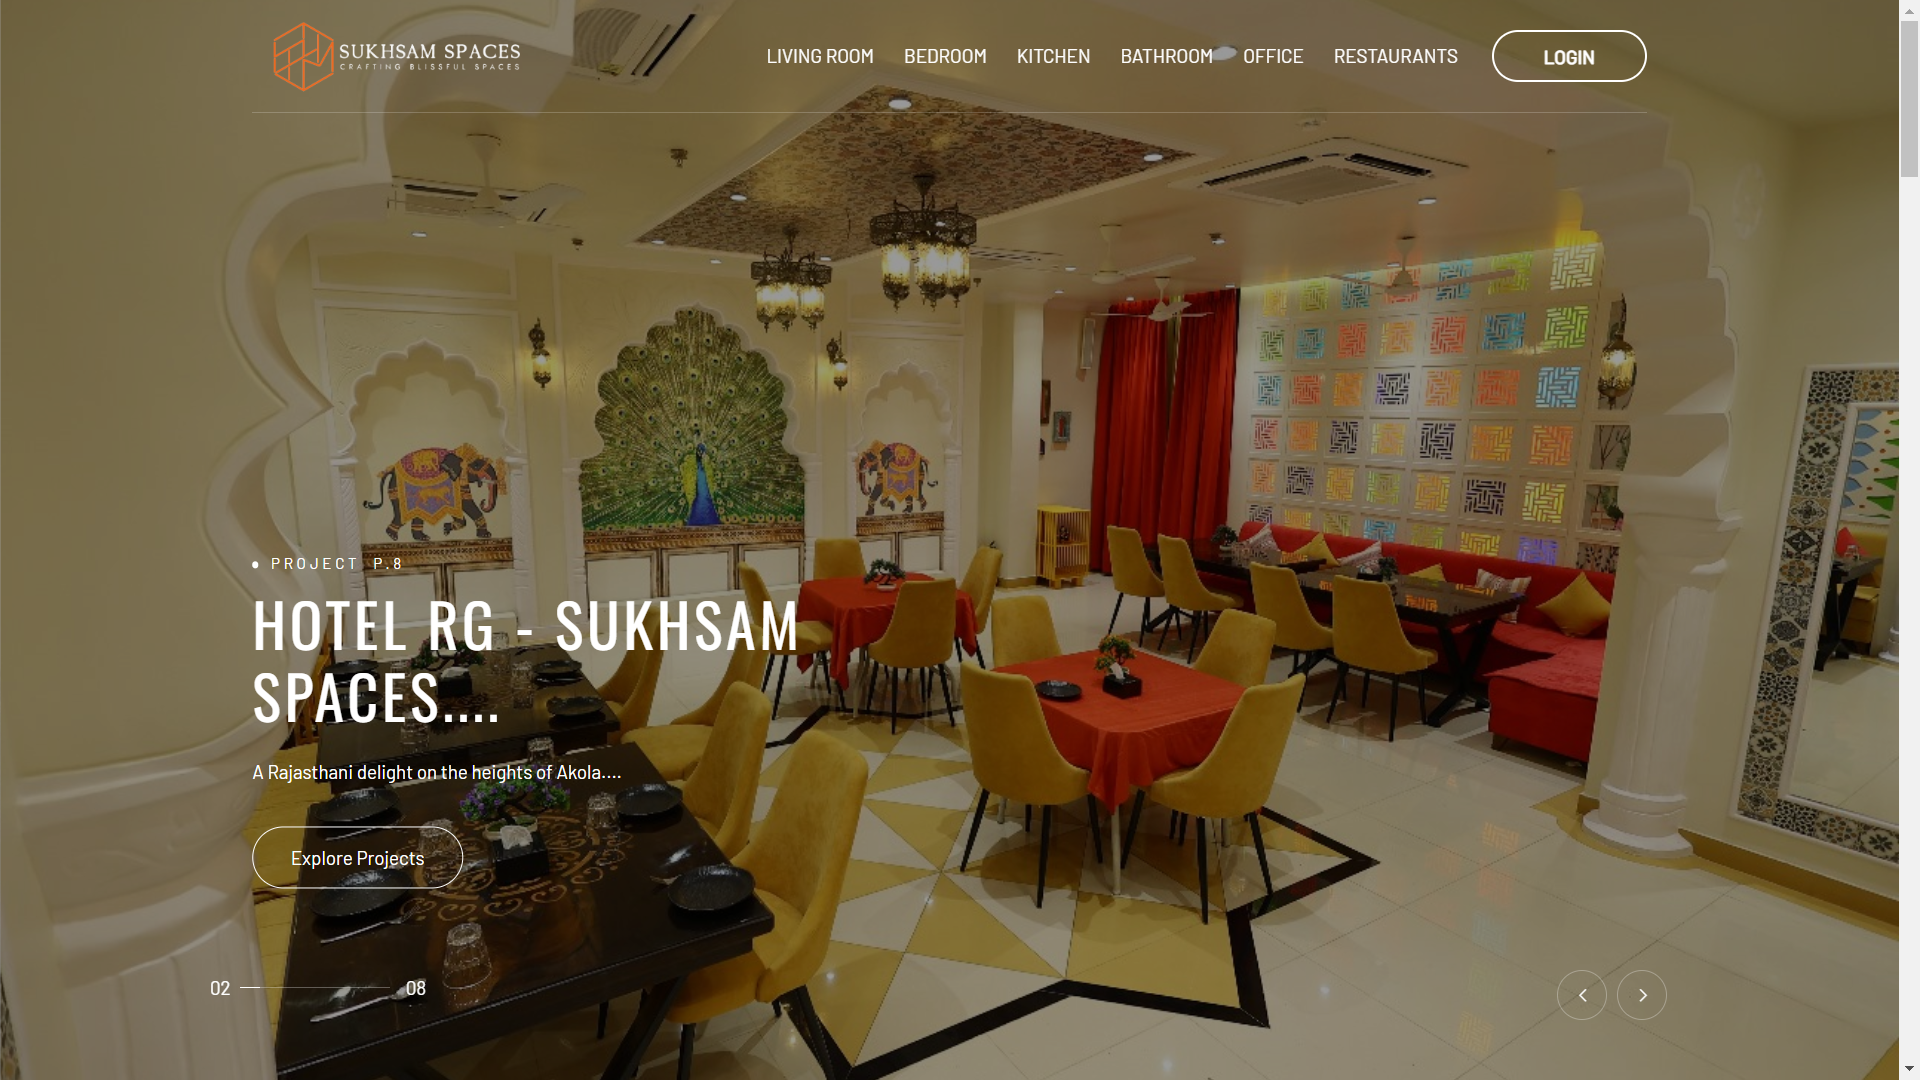 SUKHSAM SPACES
CRAFTING BLISSFUL SPACES
LIVING ROOM
BEDROOM
KITCHEN
BATHROOM
OFFICE
RESTAURANTS
LOGIN
PROJECT P.8
HOTEL RG - SUKHSAM
SPACES....
A Rajasthani delight on the heights of Akola....
Explore Projects
02
08